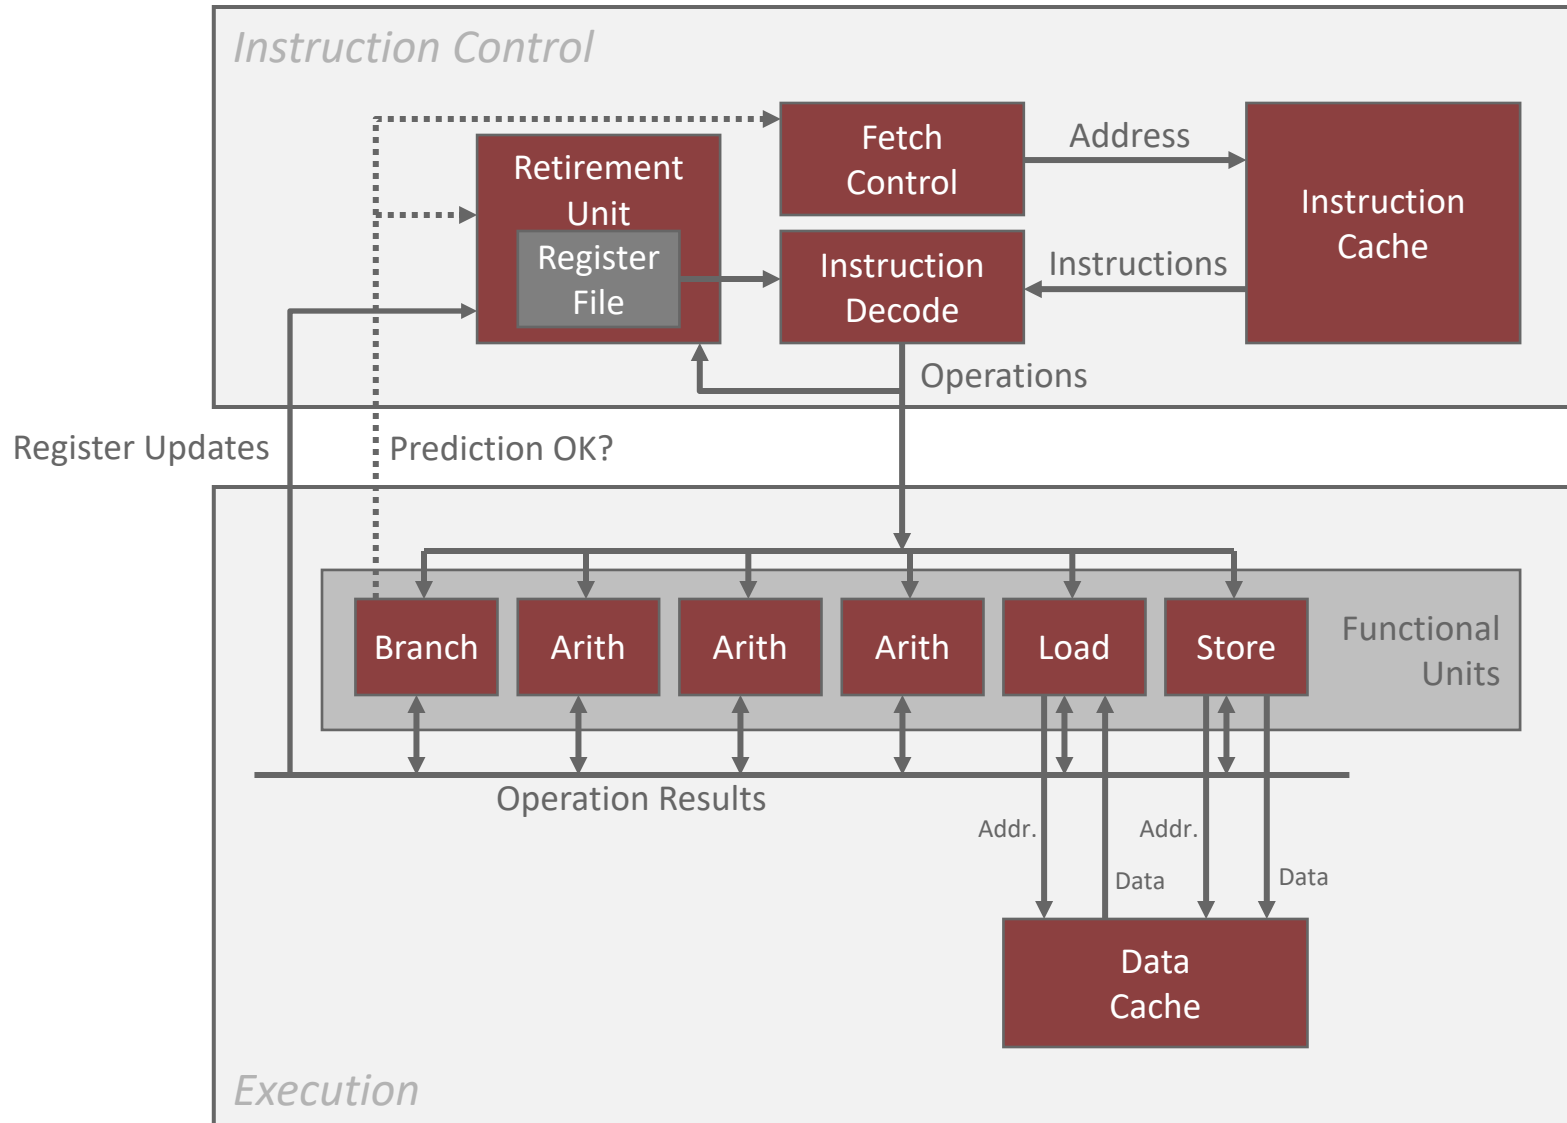 Instruction Control
Fetch
Control
Address
Instruction
Cache
Retirement
Unit
Register
File
Instruction
Decode
Instructions
Operations
Register Updates
Prediction OK?
Branch
Arith
Arith
Arith
Load
Store
Functional
Units
Operation Results
Addr.
Addr.
Data
Data
Data
Cache
Execution